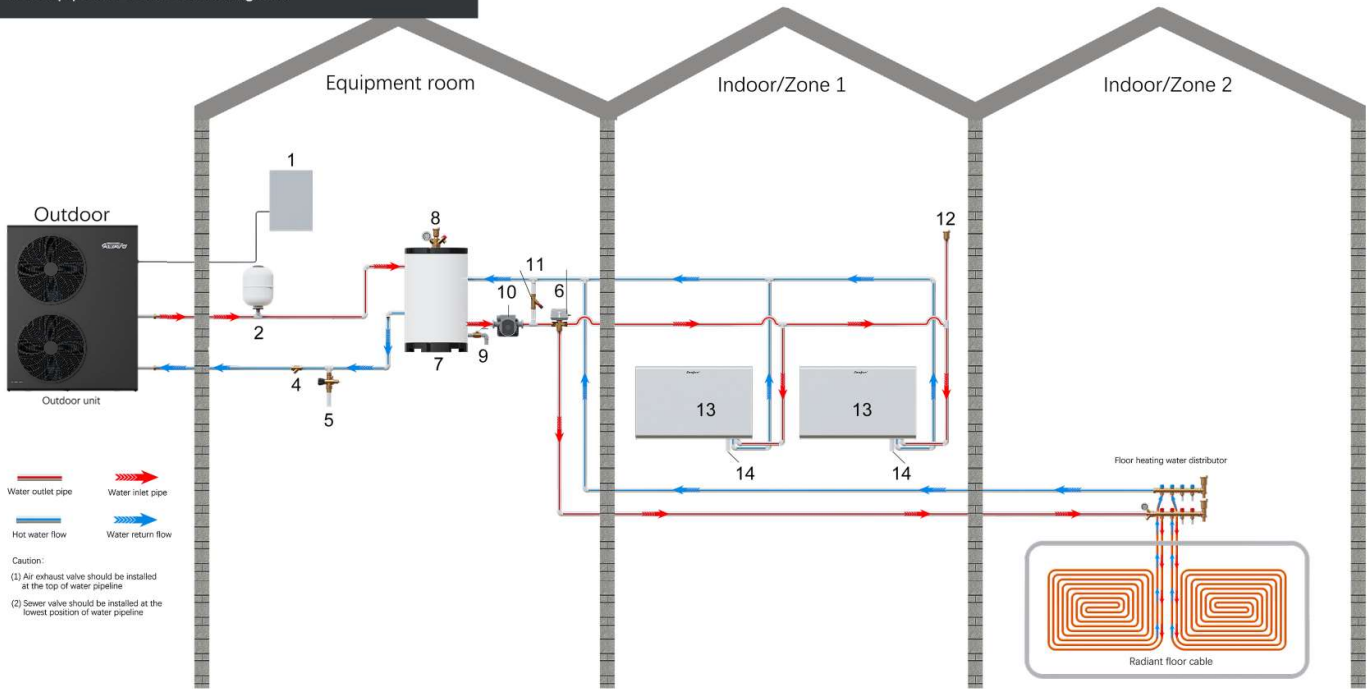 Equipment room
Indoor/Zone 1
Indoor/Zone 2
1
Outdoor
8
12
11
10
6
2
9
7
4
5
13
13
14
14
Outdoor unit
Floor heating water distributor
Water outlet pipe
Water inlet pipe
Hot water flow
Water return flow
Caution:
(1) Air exhaust valve should be installed
at the top of water pipeline
(2) Sewer valve should be installed at the
lowest position of water pipeline
Radiant floor cable